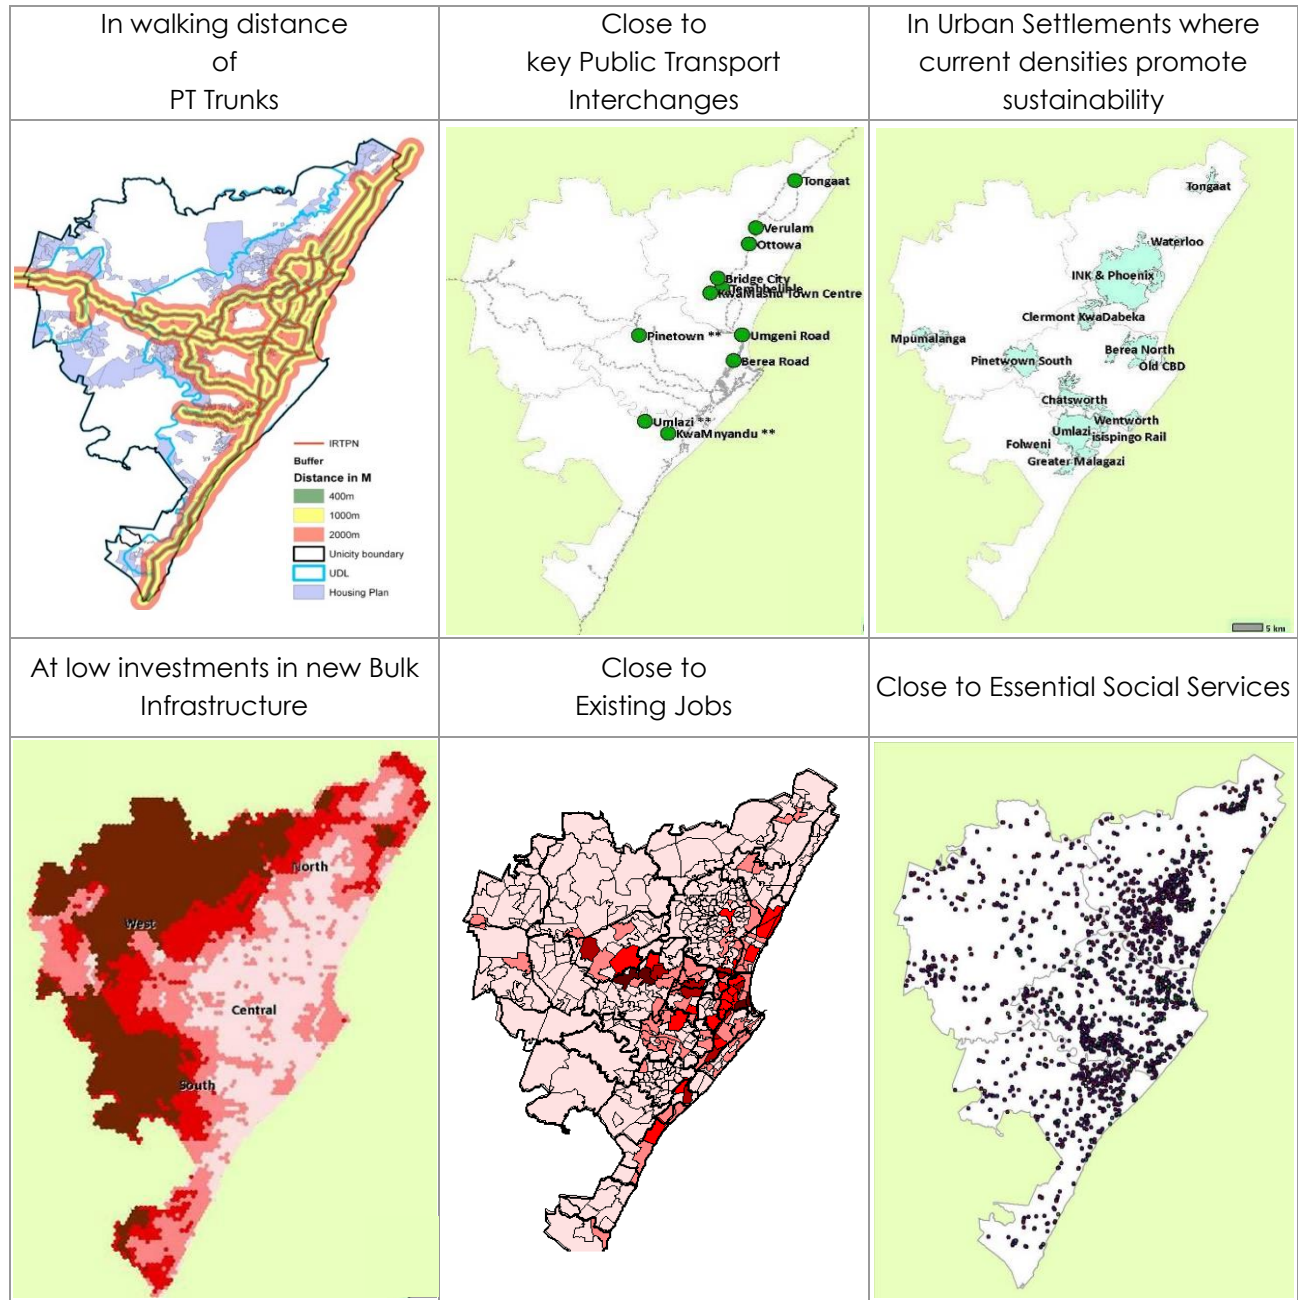 In walking distance
of
PT Trunks
Close to
key Public Transport
Interchanges
In Urban Settlements where
current densities promote
sustainability
IRTPN
Buffer
Distance in M
400m
1000m
2000m
Unicity boundary
UDL
Housing Plan
Tongaat
Verulam
Ottowa
Bridge City
KwaMashu Town Centre
Pinetown **
Umgeni Road
Berea Road
Umlazi **
KwaMnyandu **
Tongaat
Waterloo
INK & Phoenix
Clermont KwaDabeka
Mpumalanga
Berea North
Pinetwown South
Old CBD
Chatsworth
Wentworth
Umlazi
isispingo Rail
Folweni
Greater Malagazi
5 km
At low investments in new Bulk
Infrastructure
Close to
Existing Jobs
Close to Essential Social Services
North
West
Central
South